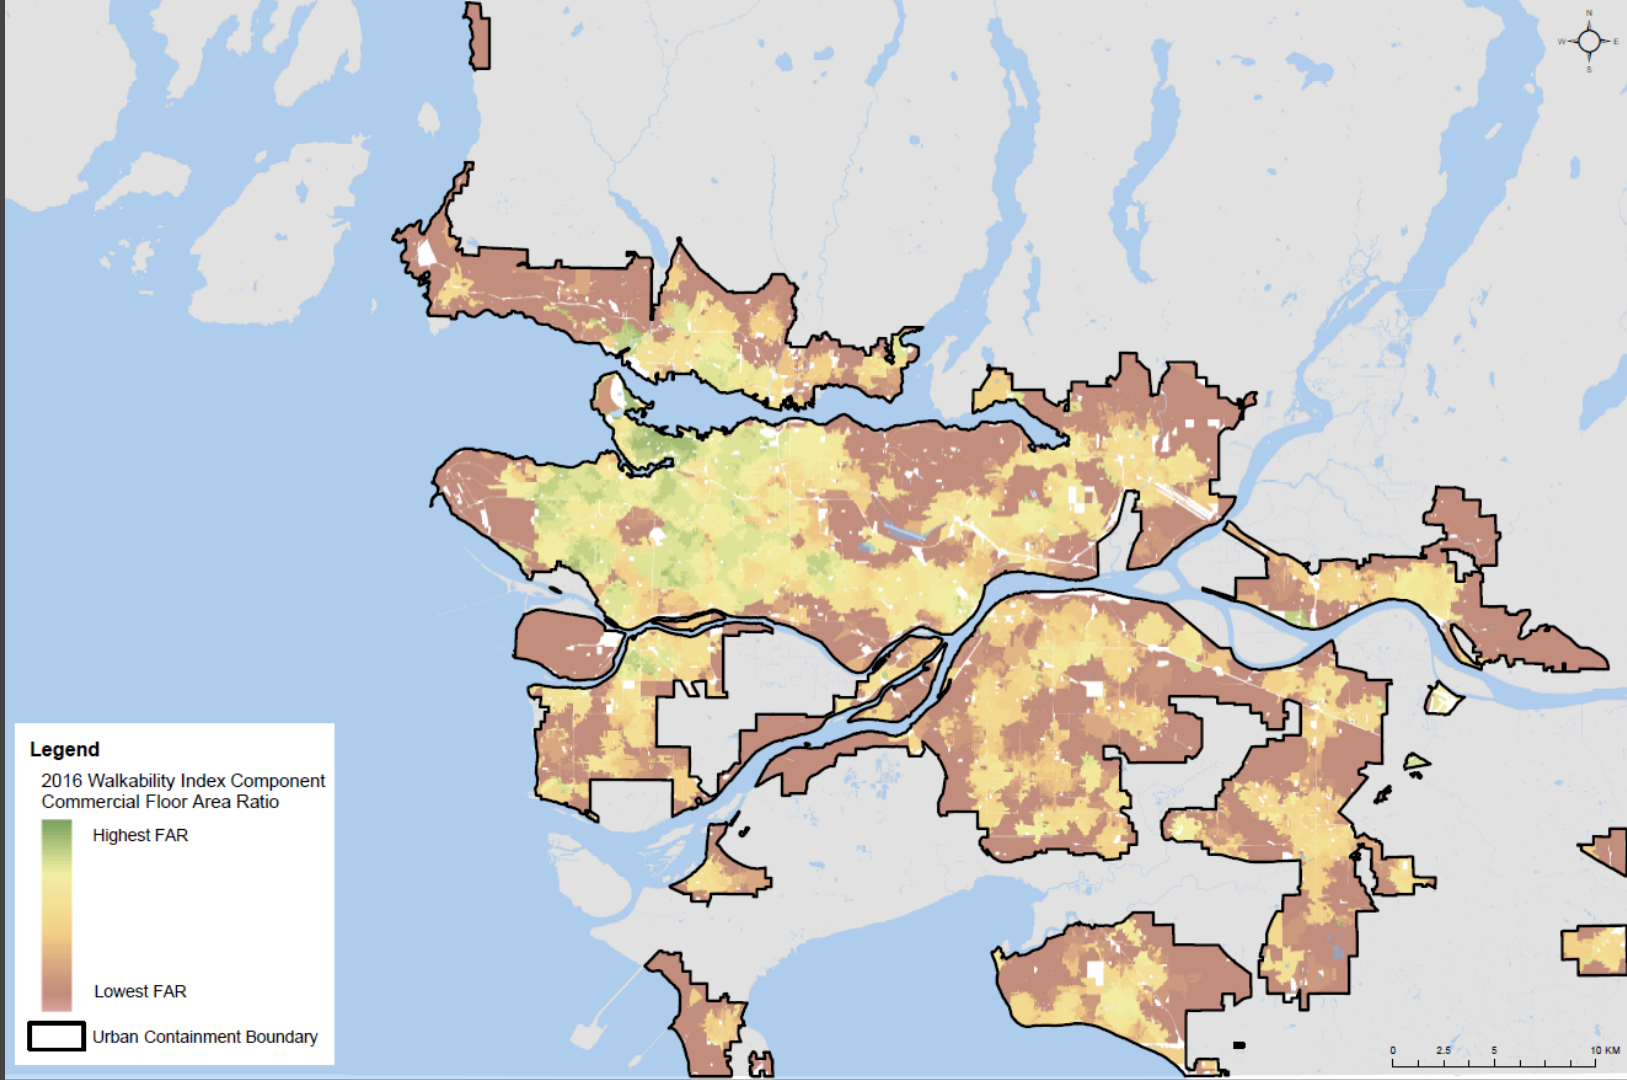 N
W E
S
Legend
2016 Walkability Index Component
Commercial Floor Area Ratio
Highest FAR
Lowest FAR
Urban Containment Boundary
0 2.5 5 10 KM